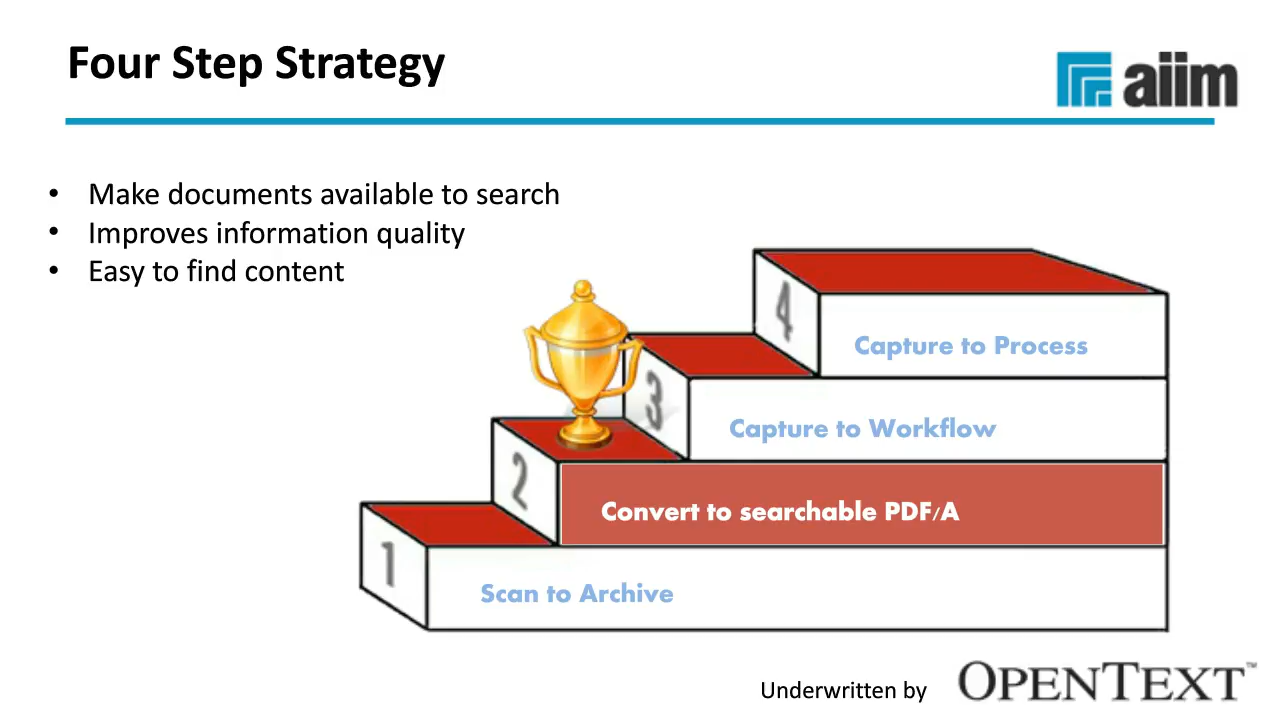 Four Step Strategy
aiim
• Make documents available to search
• Improves information quality
• Easy to find content
4
Capture to Process
3
Capture to Workflow
2
Convert to searchable PDF/A
1
Scan to Archive
Underwritten by
OPENTEXT™